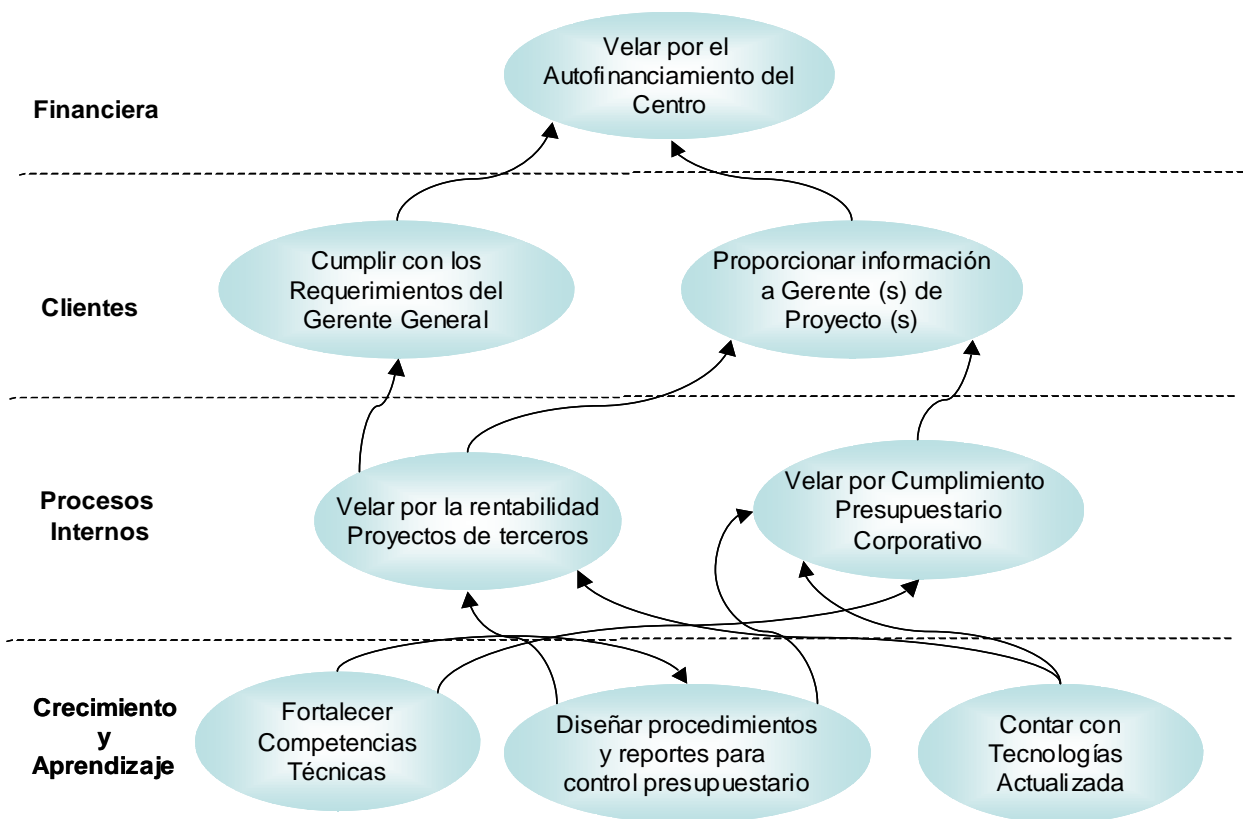 Velar por el
Autofinanciamiento del
Centro
Financiera
Cumplir con los
Requerimientos del
Gerente General
Proporcionar información
a Gerente (s) de
Proyecto (s)
Clientes
Velar por la rentabilidad
Proyectos de terceros
Velar por Cumplimiento
Presupuestario
Corporativo
Procesos
Internos
Fortalecer
Competencias
Técnicas
Diseñar procedimientos
y reportes para
control presupuestario
Contar con
Tecnologías
Actualizada
Crecimiento
y
Aprendizaje